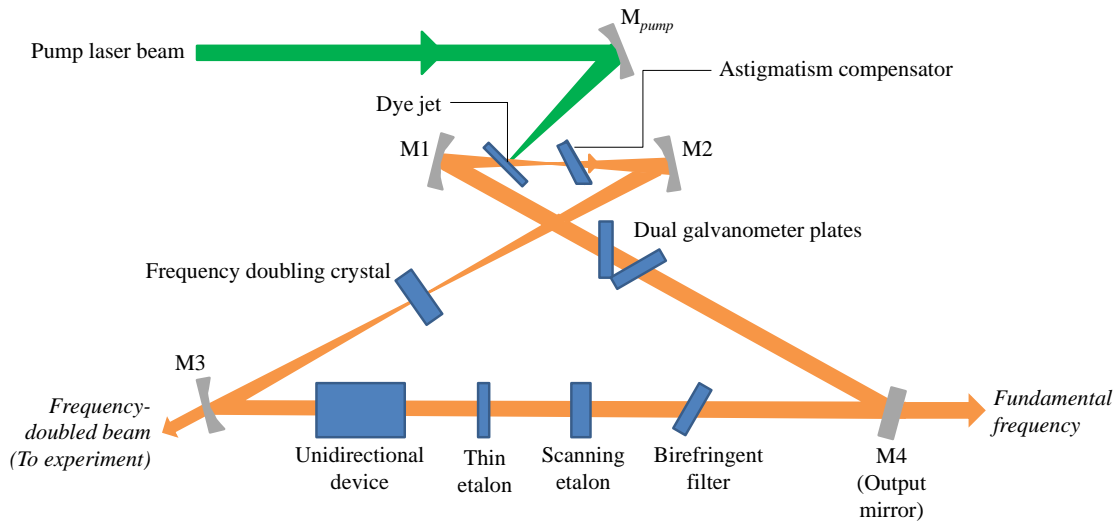 M
pump
Pump laser beam
Astigmatism compensator
Dye jet
M1
M2
Dual galvanometer plates
Frequency doubling crystal
M3
Frequency-
doubled beam
(To experiment)
Unidirectional
device
Thin
etalon
Scanning
etalon
Birefringent
filter
M4
(Output
mirror)
Fundamental
frequency